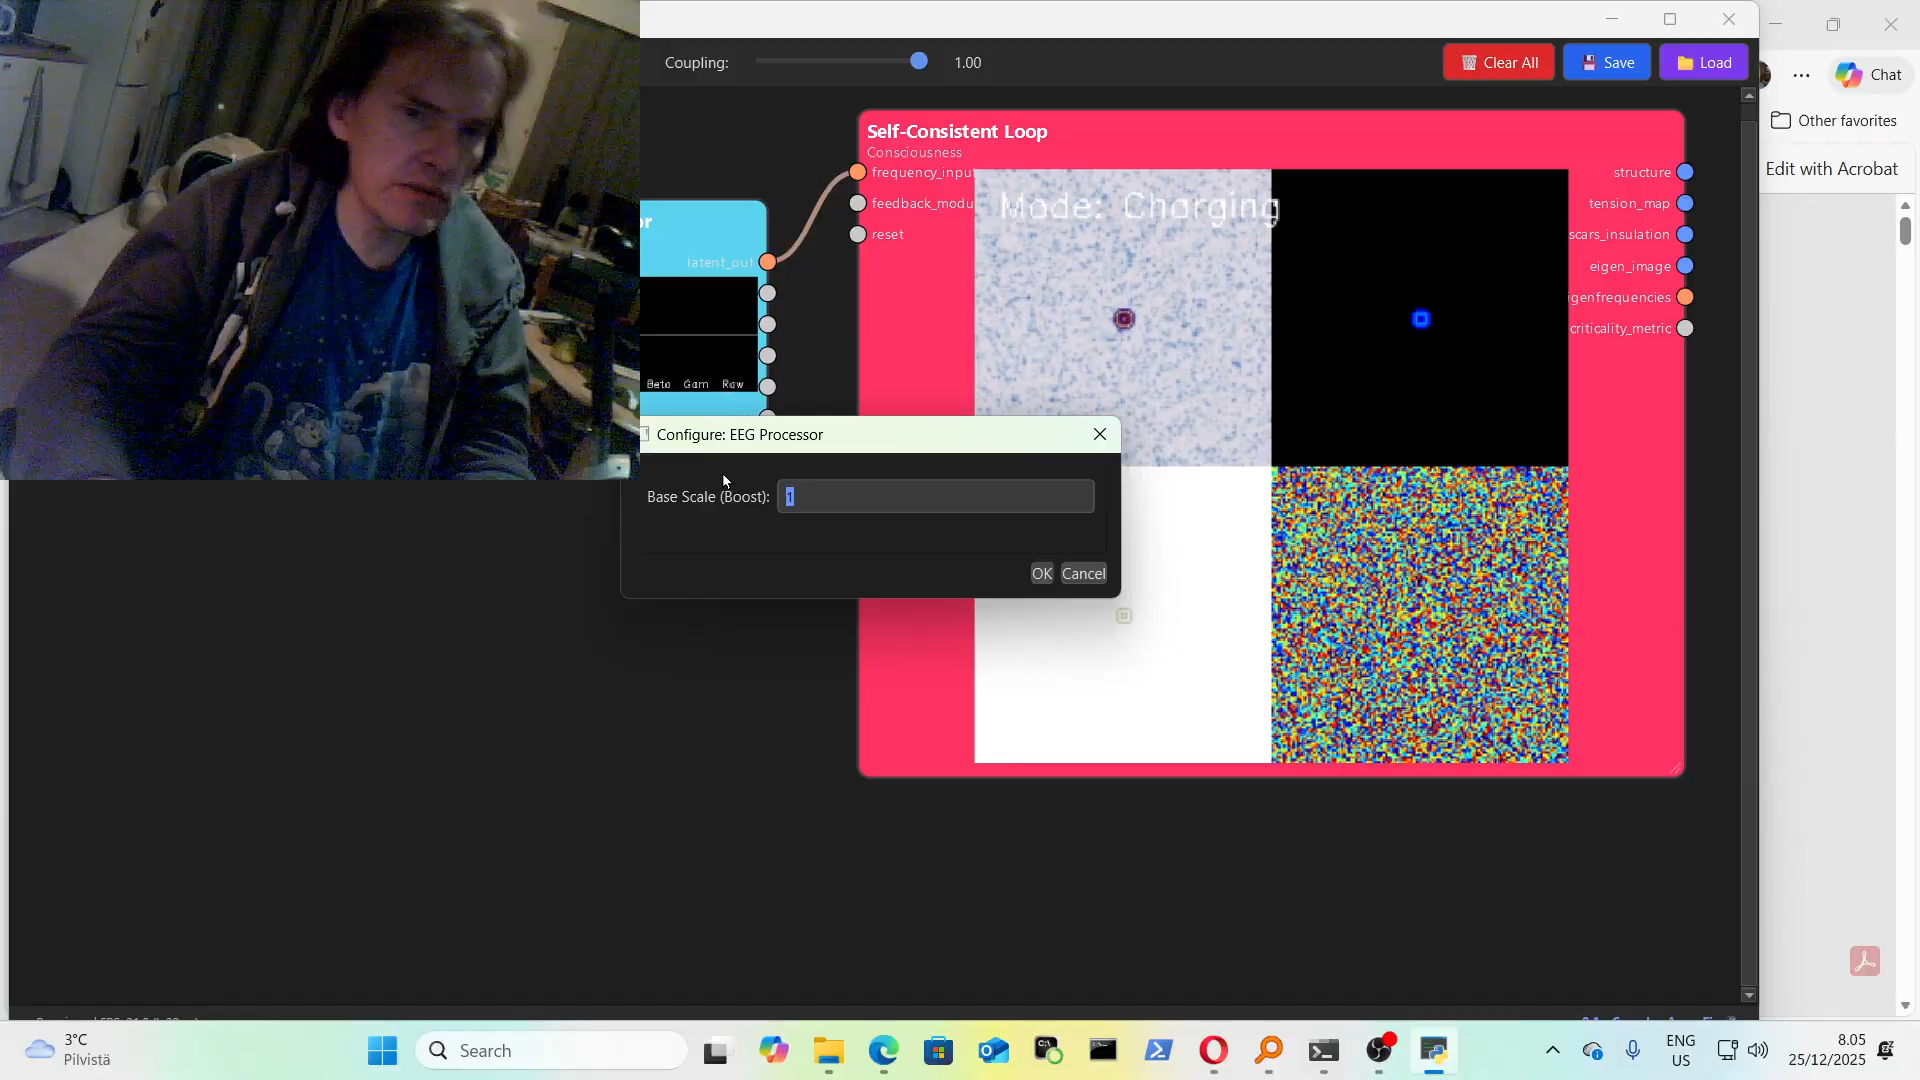 Coupling:
1.00
Clear All
Save
Load
Chat
Other favorites
Edit with Acrobat
Self-Consistent Loop
Consciousness
frequency_input
feedback_modu
reset
Mode: Charging
structure
tension_map
scars_insulation
eigen_image
igenfrequencies
criticality_metric
or
latent_out
Beta Gam Raw
Configure: EEG Processor
Base Scale (Boost):
1
OK
Cancel
3°C
Pilvistä
Search
ENG
US
8.05
25/12/2025